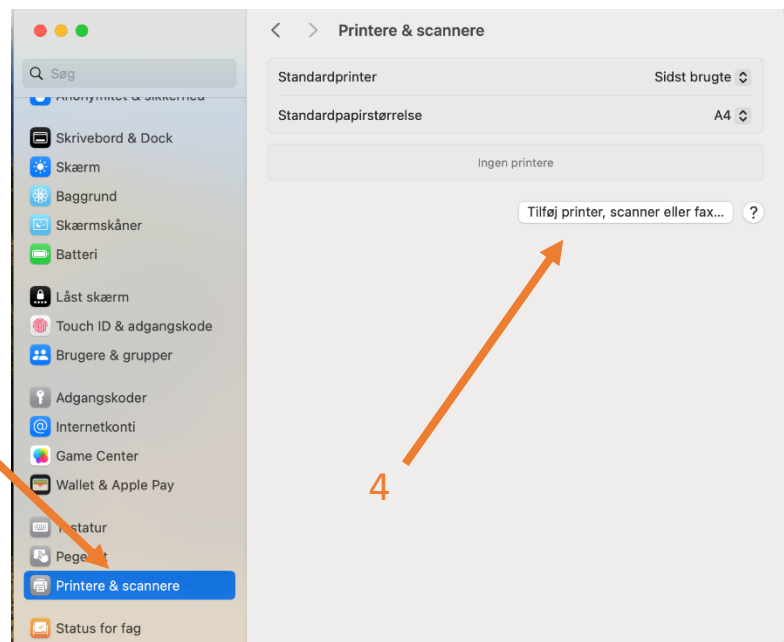 Printere & scannere
Søg
Standardprinter Sidst brugte
Standardpapirstørrelse A4
Ingen printere
Tilføj printer, scanner eller fax... ?
Skrivebord & Dock
Skærm
Baggrund
Skærmskåner
Batteri
Låst skærm
Touch ID & adgangskode
Brugere & grupper
Adgangskoder
Internetkonti
Game Center
Wallet & Apple Pay
4
Printere & scannere
Status for fag